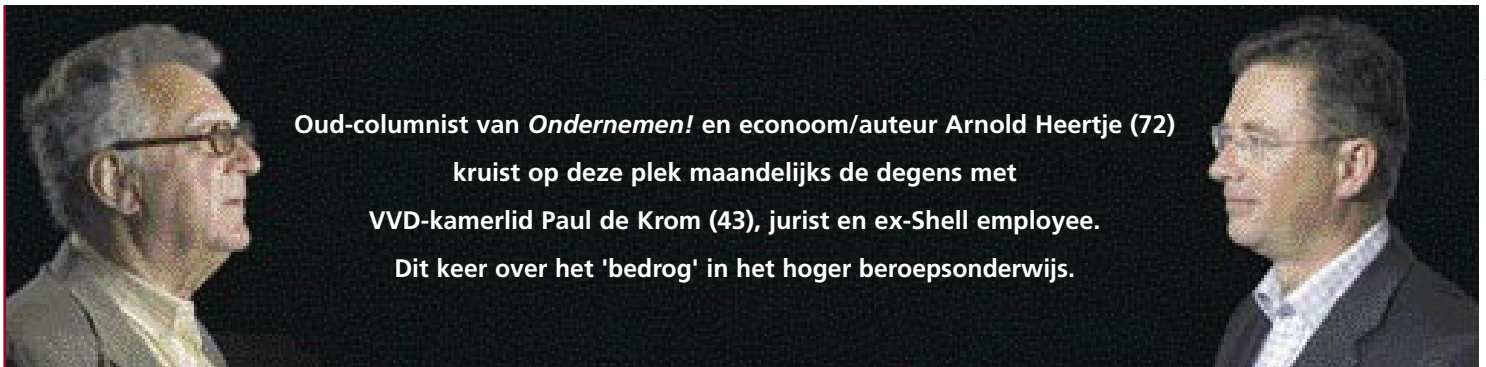 Oud-columnist van Ondernemen! en econoom/auteur Arnold Heertje (72)
kruist op deze plek maandelijks de degens met
VVD-kamerlid Paul de Krom (43), jurist en ex-Shell employee.
Dit keer over het 'bedrog' in het hoger beroepsonderwijs.